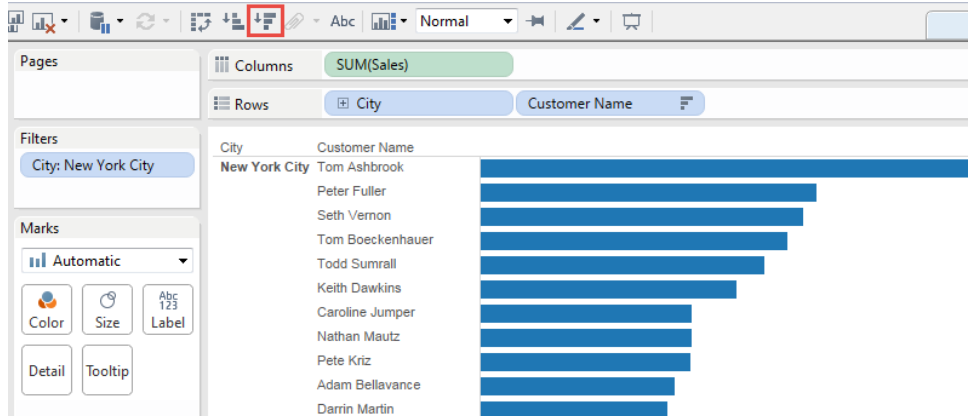 Abc Normal
Pages
Columns SUM(Sales)
Rows City Customer Name
Filters
City: New York City
City Customer Name
New York City Tom Ashbrook
Peter Fuller
Seth Vernon
Tom Boeckenhauer
Todd Sumrall
Keith Dawkins
Caroline Jumper
Nathan Mautz
Pete Kriz
Adam Bellavance
Darrin Martin
Marks
Automatic
Abc
123
Color Size Label
Detail Tooltip